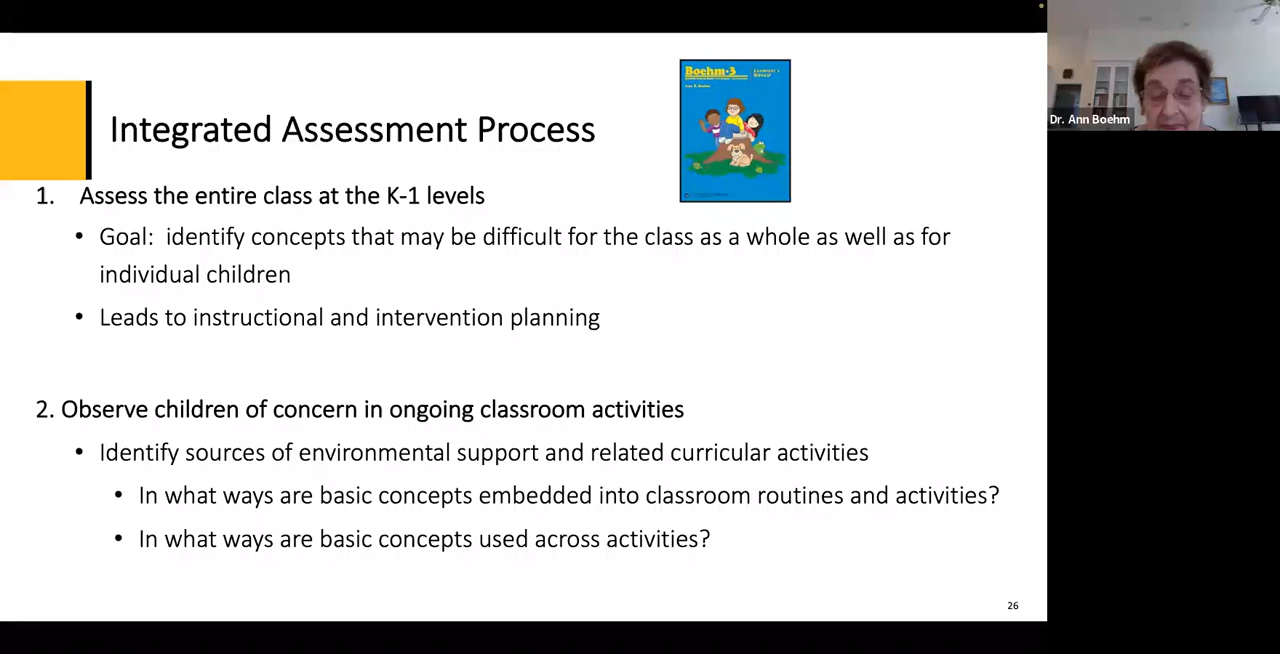 Boehm-3
Dr. Ann Boehm
Integrated Assessment Process
1. Assess the entire class at the K-1 levels
• Goal: identify concepts that may be difficult for the class as a whole as well as for
individual children
• Leads to instructional and intervention planning
2. Observe children of concern in ongoing classroom activities
• Identify sources of environmental support and related curricular activities
• In what ways are basic concepts embedded into classroom routines and activities?
• In what ways are basic concepts used across activities?
26